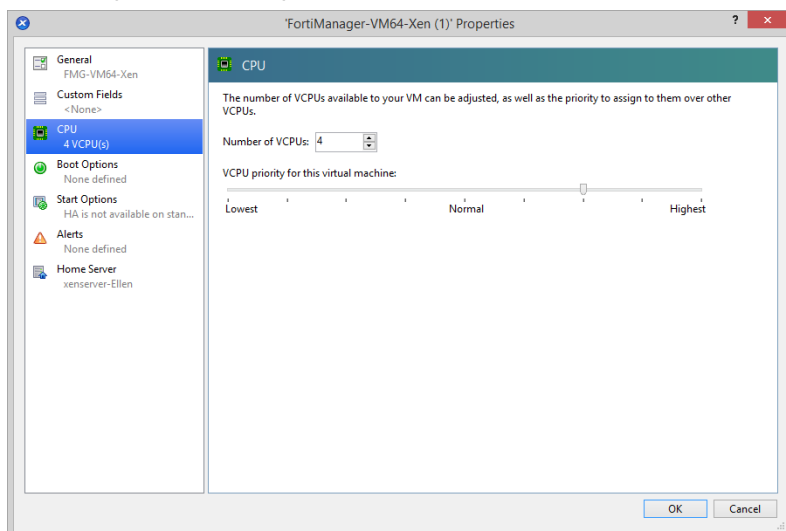 'FortiManager-VM64-Xen (1)' Properties
?
x
General
FMG-VM64-Xen
Custom Fields
<None>
CPU
4 VCPU(s)
Boot Options
None defined
Start Options
HA is not available on stan...
Alerts
None defined
Home Server
xenserver-Ellen
CPU
The number of VCPUs available to your VM can be adjusted, as well as the priority to assign to them over other
VCPUs.
Number of VCPUs: 4
VCPU priority for this virtual machine:
Lowest Normal Highest
OK Cancel